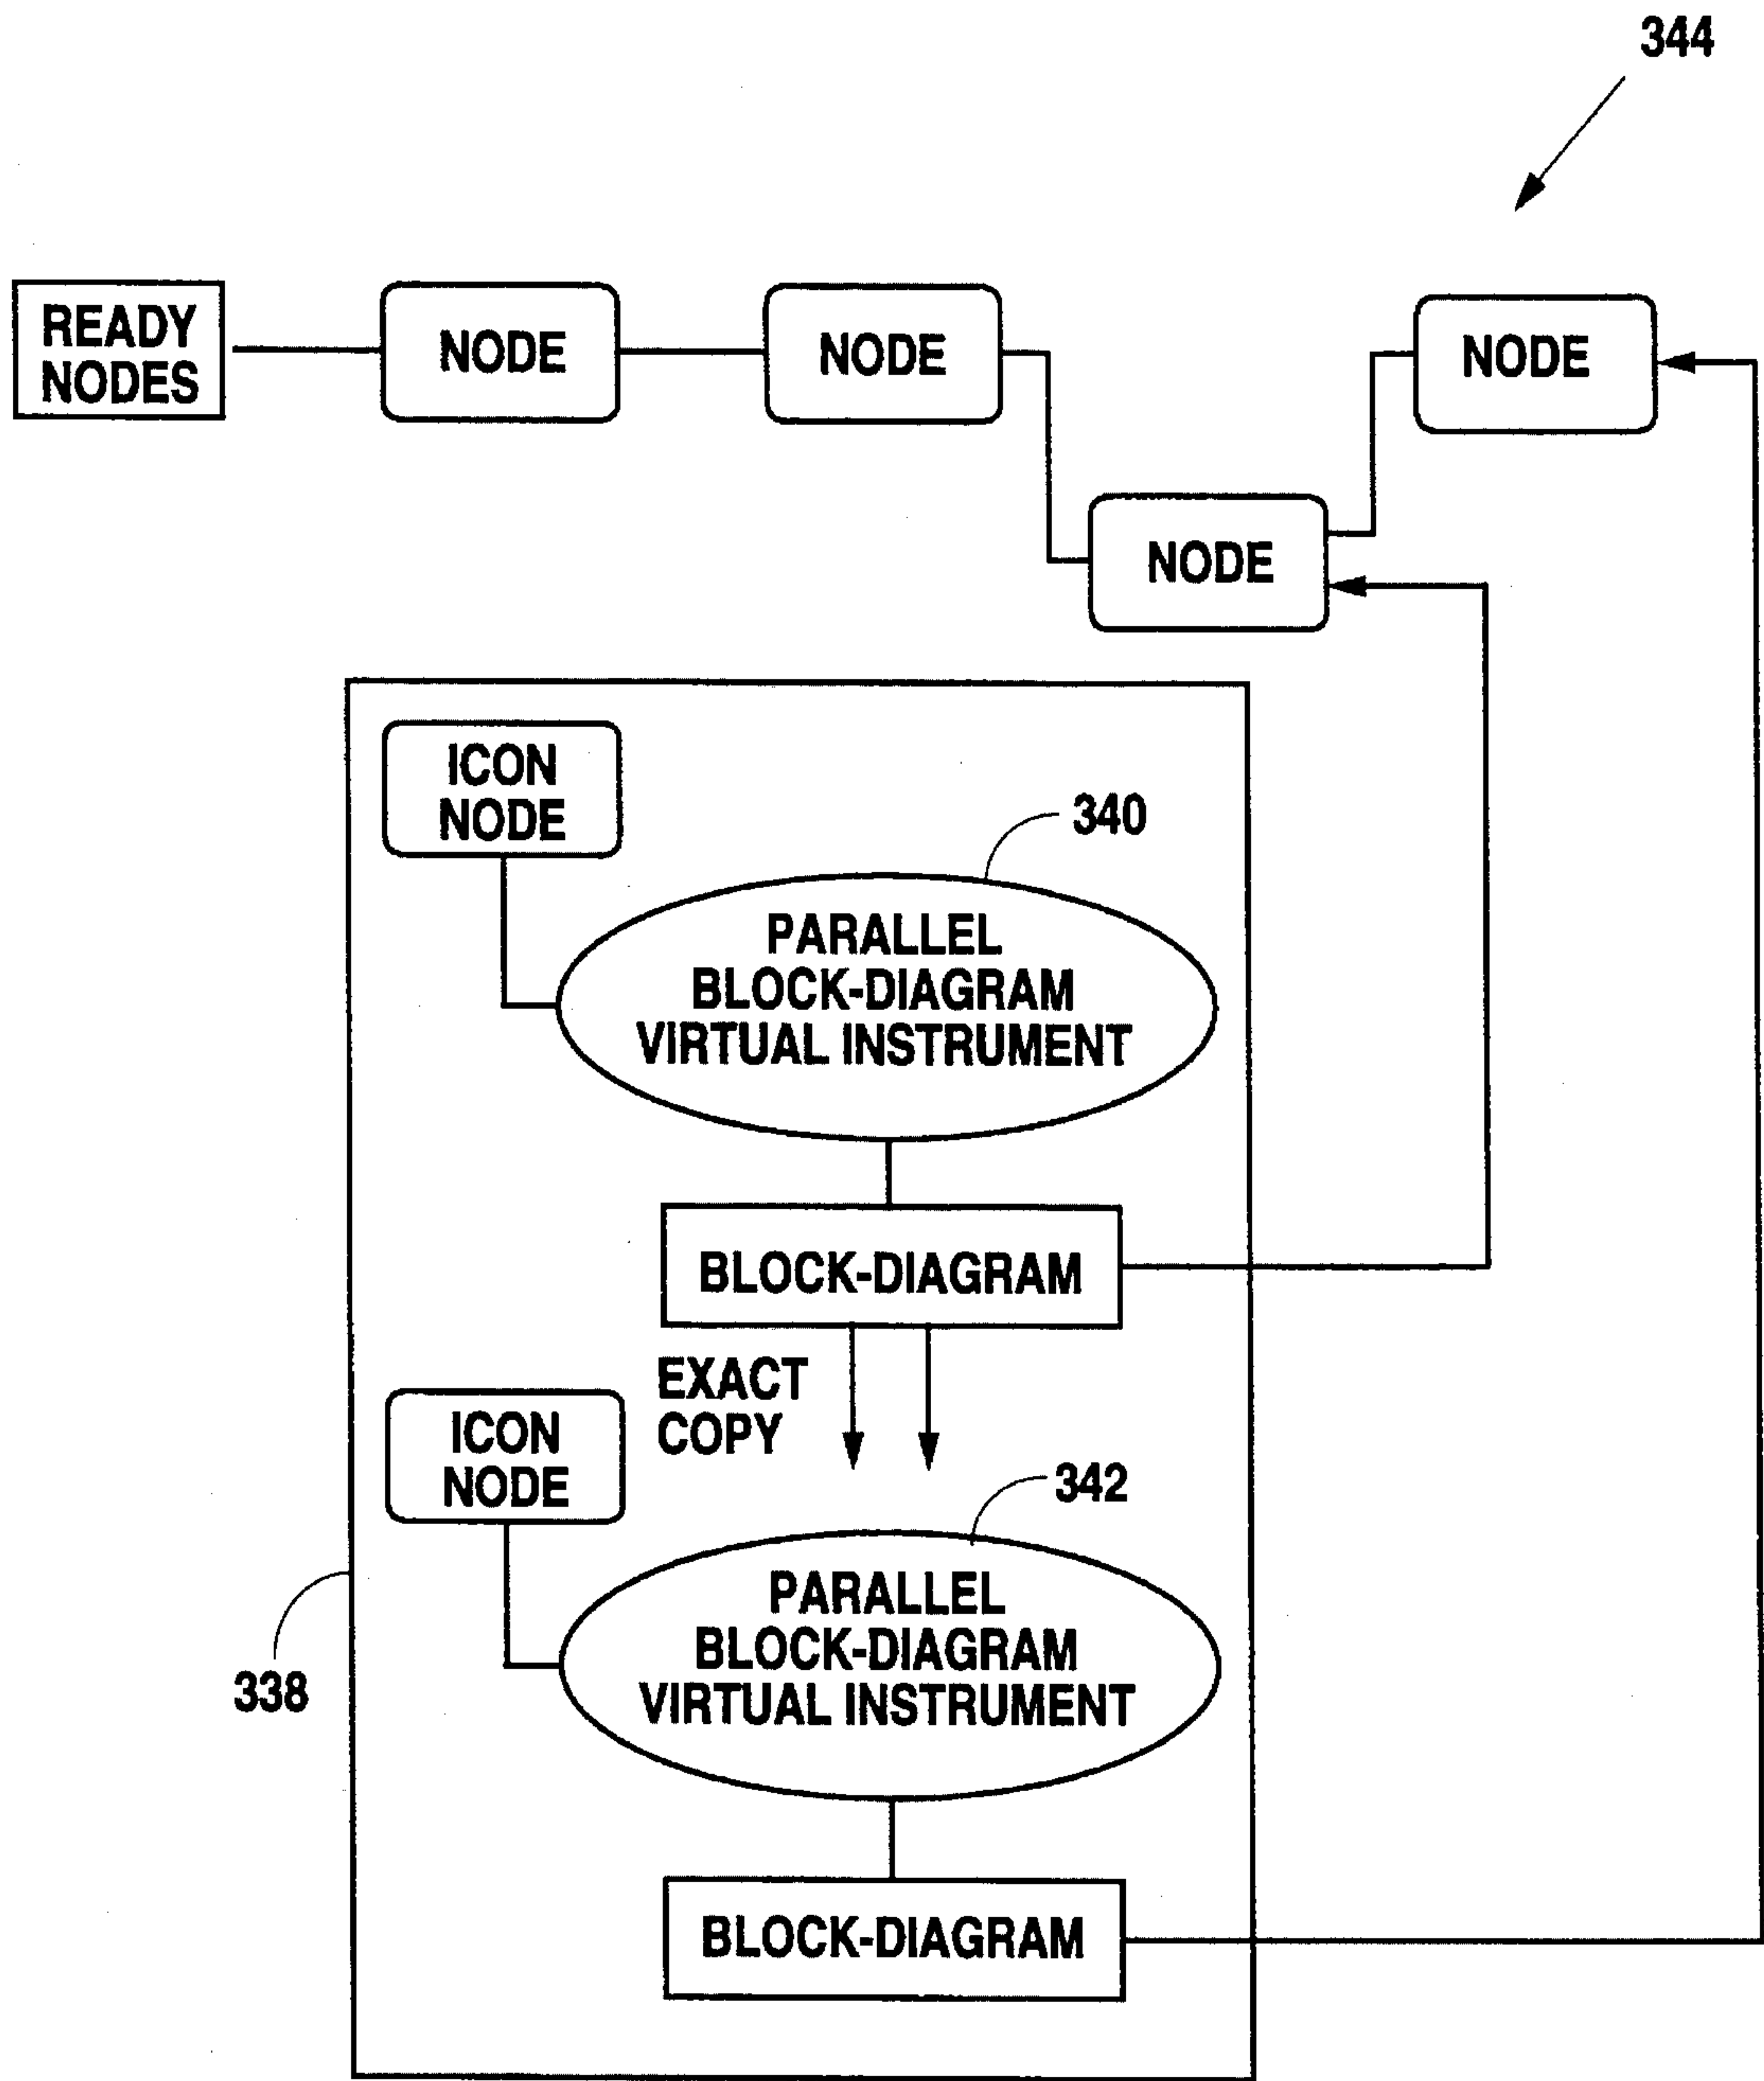 344
READY
NODES
NODE
NODE
NODE
NODE
ICON
NODE
340
PARALLEL
BLOCK-DIAGRAM
VIRTUAL INSTRUMENT
BLOCK-DIAGRAM
EXACT
COPY
ICON
NODE
342
PARALLEL
BLOCK-DIAGRAM
VIRTUAL INSTRUMENT
338
BLOCK-DIAGRAM